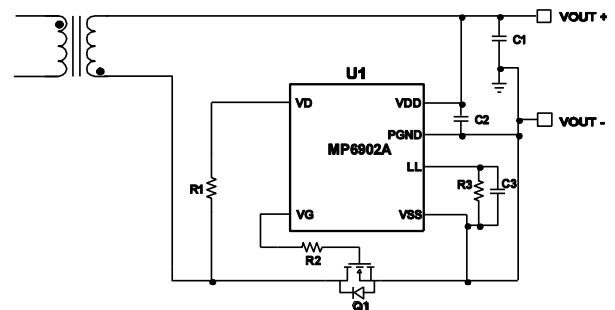 VOUT +
C1
U1
VD
VDD
C2
VOUT -
PGND
MP6902A
LL
R1
R3
C3
VG
VSS
R2
Q1